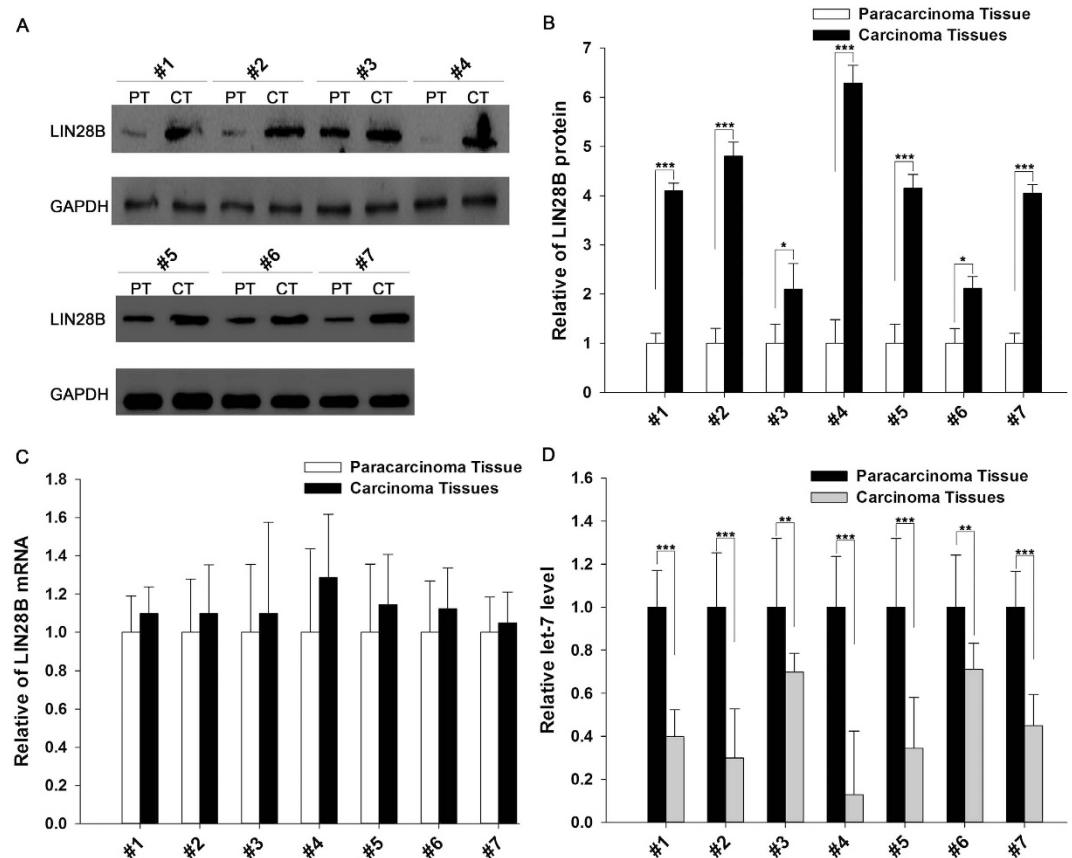 A
#1 #2 #3 #4
PT CT PT CT PT CT PT CT
LIN28B
GAPDH
#5 #6 #7
PT CT PT CT PT CT
LIN28B
GAPDH
B
Paracarcinoma Tissue
Carcinoma Tissues
Relative of LIN28B protein
7
6
5
4
3
2
1
0
*** *** * *** *** * ***
#1 #2 #3 #4 #5 #6 #7
C
Paracarcinoma Tissue
Carcinoma Tissues
Relative of LIN28B mRNA
1.8
1.6
1.4
1.2
1.0
0.8
0.6
0.4
0.2
0.0
#1 #2 #3 #4 #5 #6 #7
D
Paracarcinoma Tissue
Carcinoma Tissues
Relative let-7 level
1.6
1.4
1.2
1.0
0.8
0.6
0.4
0.2
0.0
*** *** ** *** *** ** ***
#1 #2 #3 #4 #5 #6 #7